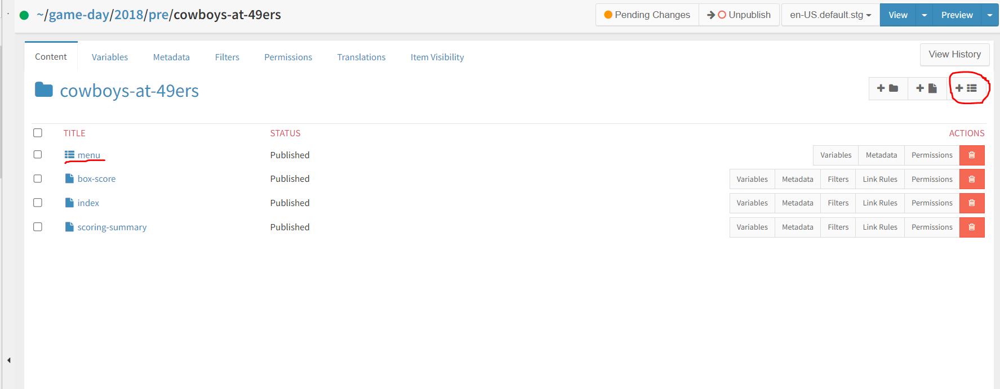 ~/game-day/2018/pre/cowboys-at-49ers
Pending Changes
Unpublish
en-US.default.stg
View
Preview
Content
Variables
Metadata
Filters
Permissions
Translations
Item Visibility
View History
cowboys-at-49ers
TITLE STATUS ACTIONS
menu Published Variables Metadata Permissions
box-score Published Variables Metadata Filters Link Rules Permissions
index Published Variables Metadata Filters Link Rules Permissions
scoring-summary Published Variables Metadata Filters Link Rules Permissions